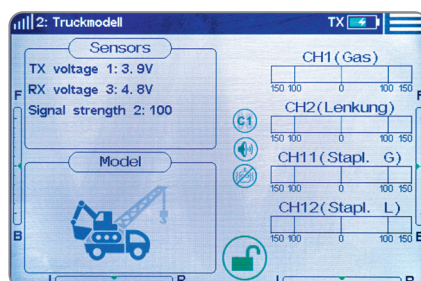 2: Truckmodell TX
Sensors
TX voltage 1: 3.9V
RX voltage 3: 4.8V
Signal strength 2: 100
Model
CH1(Gas)
150 100 0 100 150
CH2(Lenkung)
150 100 0 100 150
C1
CH11(Stapl. G)
150 100 0 100 150
CH12(Stapl. L)
150 100 0 100 150
F
F
B
B
L R
L R